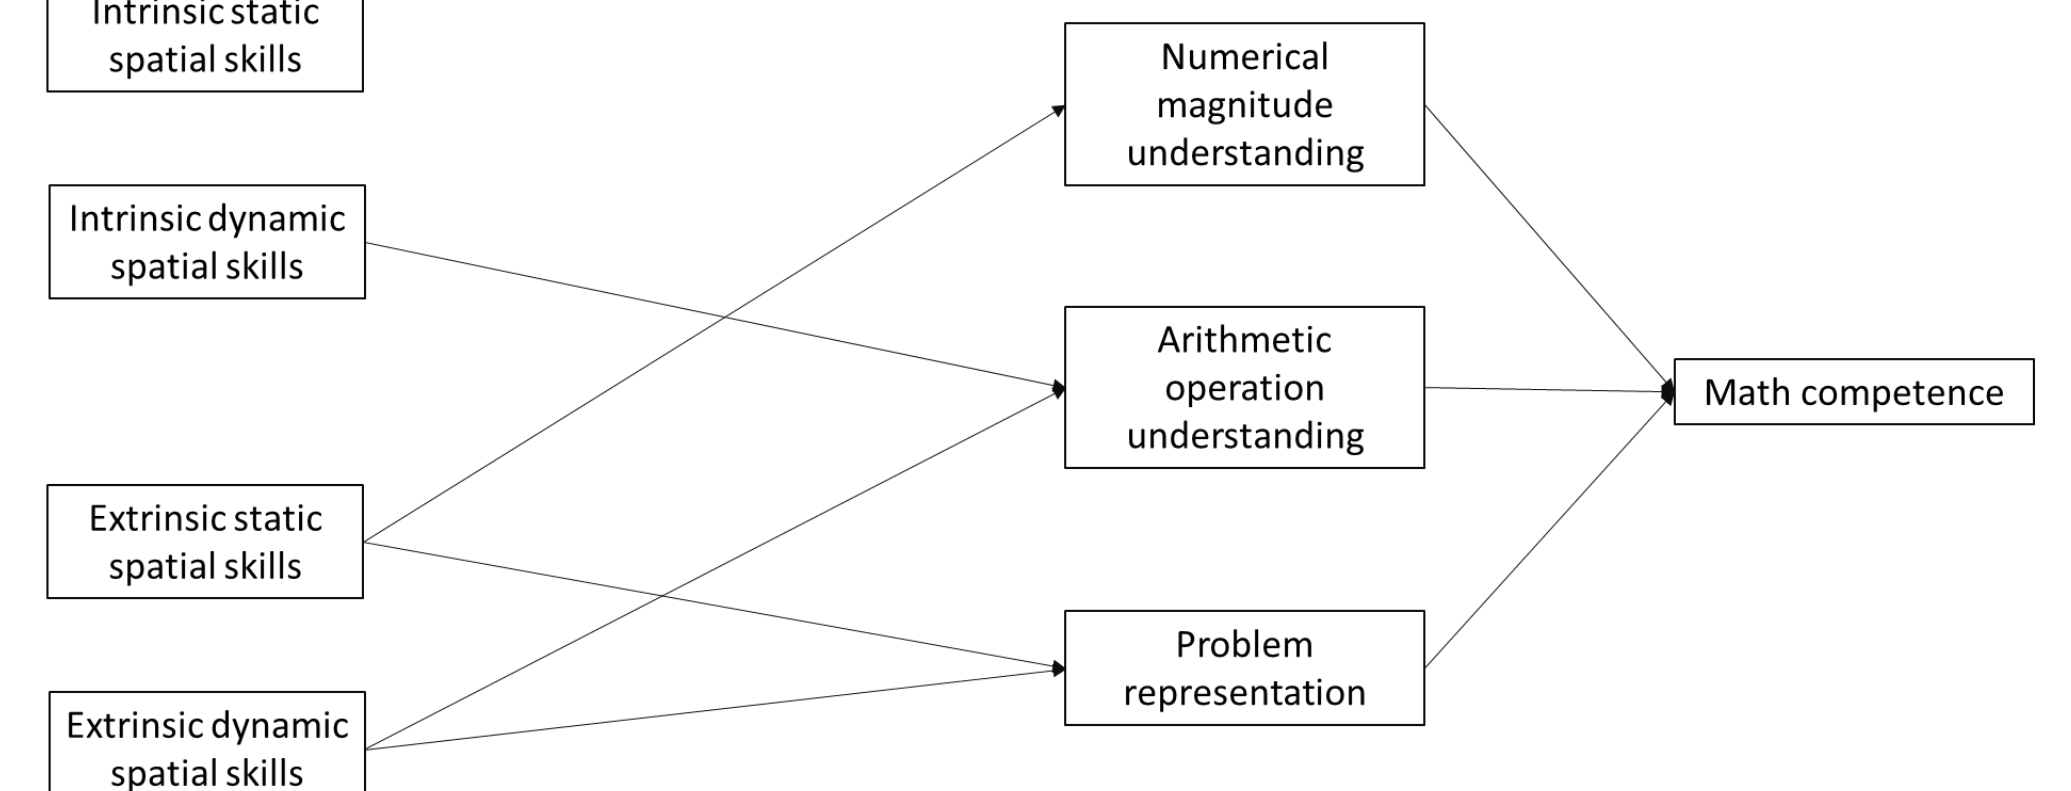 Intrinsic static
spatial skills
Intrinsic dynamic
spatial skills
Extrinsic static
spatial skills
Extrinsic dynamic
spatial skills
Numerical
magnitude
understanding
Arithmetic
operation
understanding
Problem
representation
Math competence